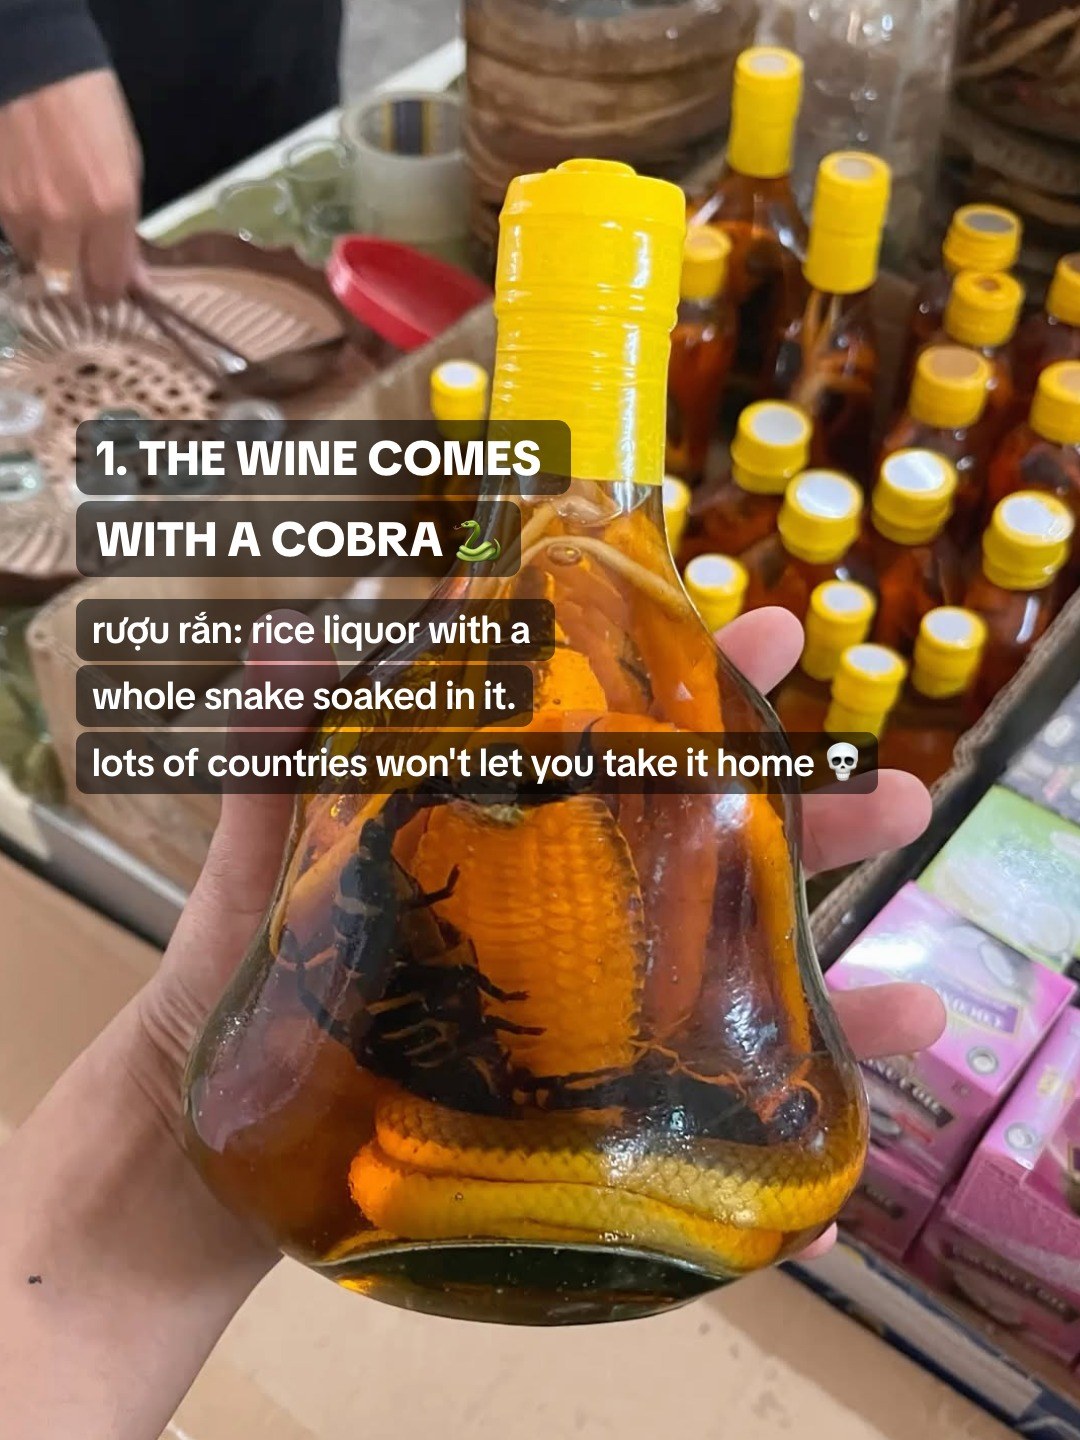 1. THE WINE COMES
WITH A COBRA 🐍
rượu rắn: rice liquor with a
whole snake soaked in it.
lots of countries won't let you take it home 💀